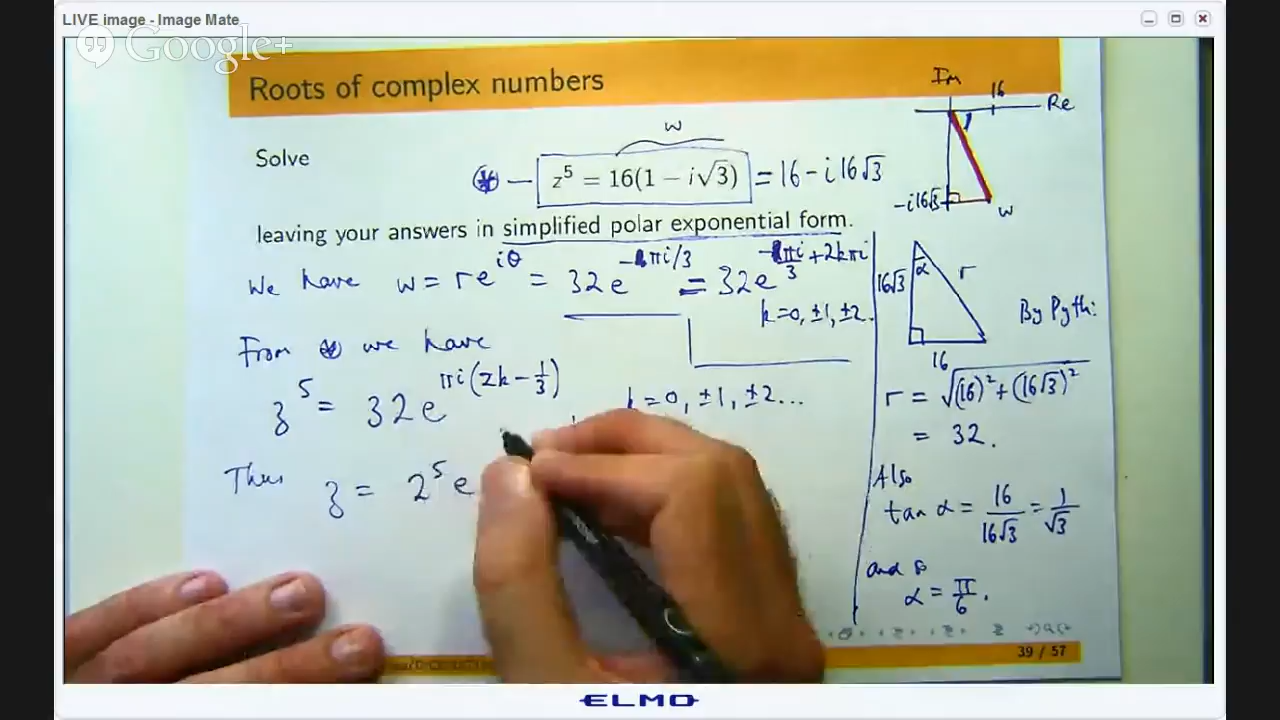 LIVE image - Image Mate
Google+
Roots of complex numbers
Im
16
Re
-i16√3
w
Solve
w
* — z⁵ = 16(1 − i√3) = 16 - i16√3
leaving your answers in simplified polar exponential form.
We have w = re^{iθ} = 32e^{-πi/3} = 32e^{-πi/3 + 2kπi}
k=0, ±1, ±2.
From * we have
z⁵ = 32e^{πi(2k - 1/3)}
k=0, ±1, ±2...
Thus z = 2⁵ e
16√3
α
r
16
By Pyth:
r = √((16)² + (16√3)²)
= 32.
Also
tan α = 16/16√3 = 1/√3
and so
α = π/6.
39 / 57
ELMO